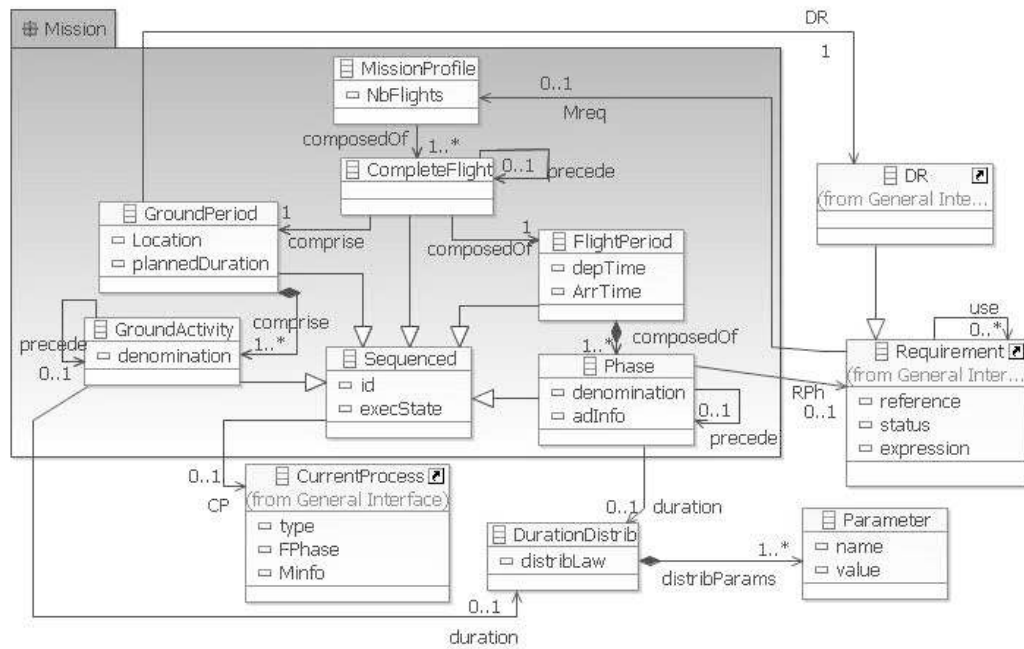 Mission
DR
1
MissionProfile
NbFlights
0..1
Mreq
composedOf
1..*
CompleteFlight
0..1
precede
DR
(from General Inte...
GroundPeriod
Location
plannedDuration
1
comprise
composedOf
1
FlightPeriod
depTime
ArrTime
use
0..*
GroundActivity
denomination
precede
0..1
comprise
1..*
Sequenced
id
execState
composedOf
1..*
Phase
denomination
adInfo
0..1
precede
RPh
0..1
Requirement
(from General Inter...
reference
status
expression
0..1
CP
CurrentProcess
(from General Interface)
type
FPhase
Minfo
0..1
duration
DurationDistrib
distribLaw
1..*
distribParams
Parameter
name
value
0..1
duration